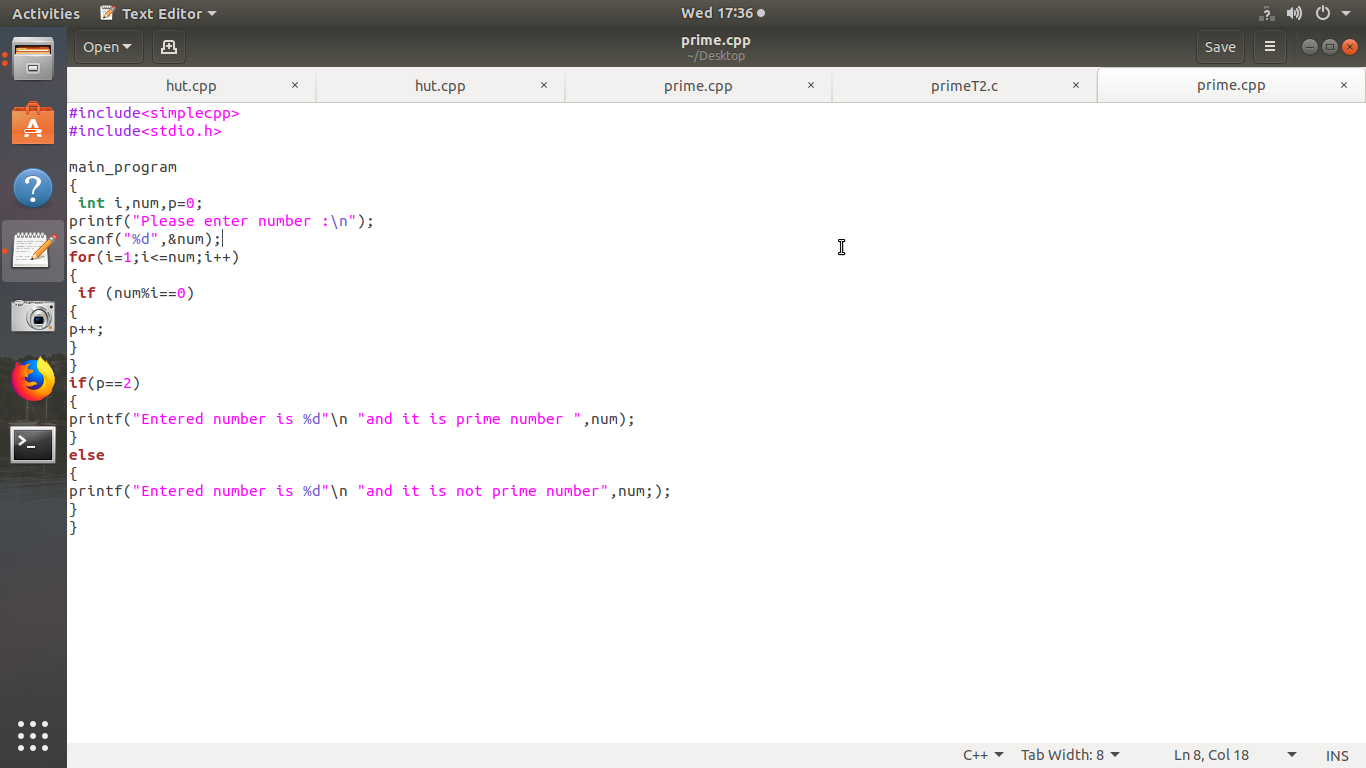 Activities Text Editor Wed 17:36
Open prime.cpp Save
~/Desktop
hut.cpp × hut.cpp × prime.cpp × primeT2.c × prime.cpp ×
#include<simplecpp>
#include<stdio.h>
main_program
{
int i,num,p=0;
printf("Please enter number :\n");
scanf("%d",&num);
for(i=1;i<=num;i++)
{
if (num%i==0)
{
p++;
}
}
if(p==2)
{
printf("Entered number is %d"\n "and it is prime number ",num);
}
else
{
printf("Entered number is %d"\n "and it is not prime number",num;);
}
}
C++ Tab Width: 8 Ln 8, Col 18 INS